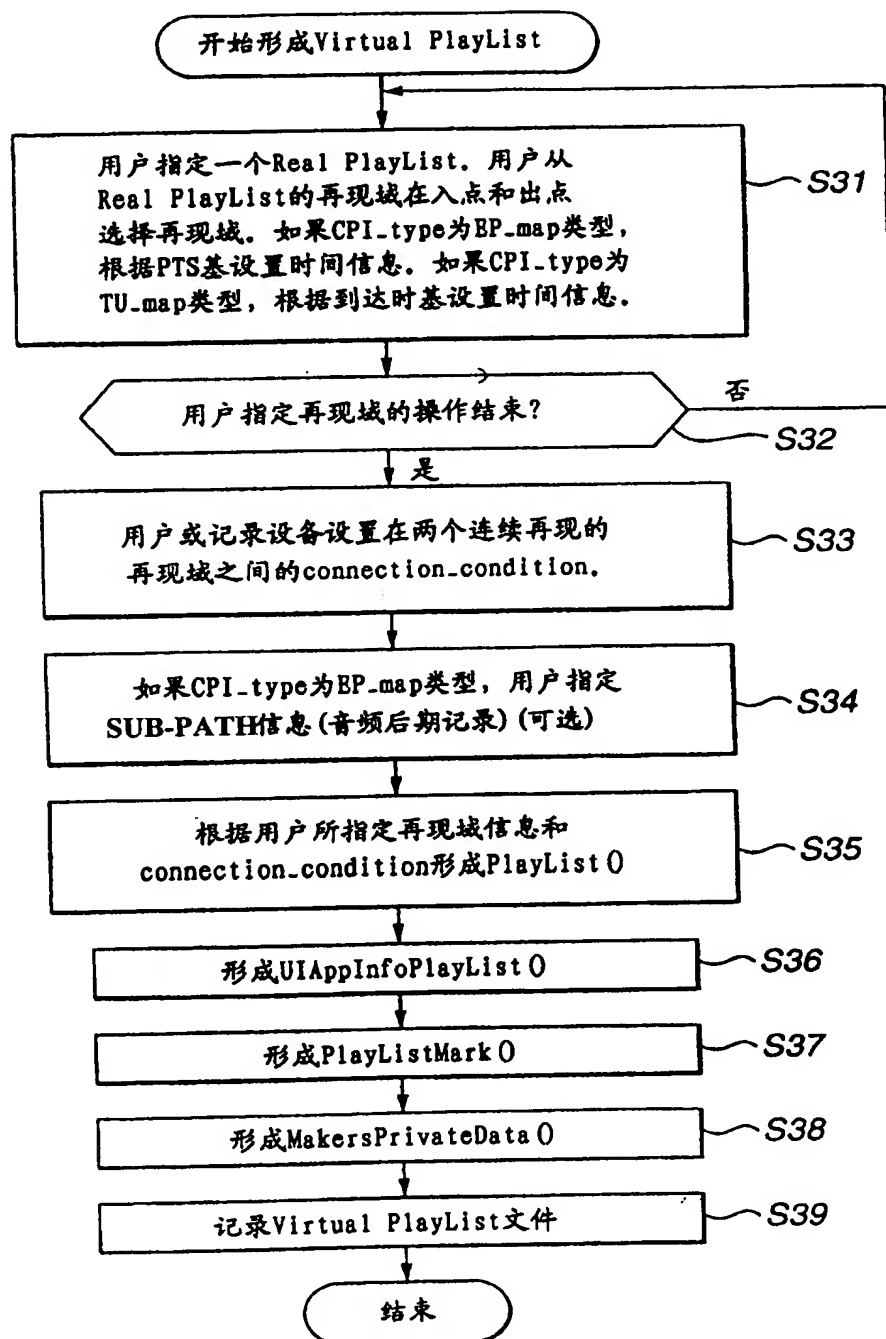 开始形成Virtual PlayList
用户指定一个Real PlayList. 用户从
Real PlayList的再现域在入点和出点
选择再现域。如果CPI_type为EP_map类型，
根据PTS基设置时间信息。如果CPI_type为
TU_map类型，根据到达时基设置时间信息。
S31
用户指定再现域的操作结束？
否
S32
是
用户或记录设备设置在两个连续再现的
再现域之间的connection_condition.
S33
如果CPI_type为EP_map类型，用户指定
SUB-PATH信息(音频后期记录)(可选)
S34
根据用户所指定再现域信息和
connection_condition形成PlayList()
S35
形成UIAppInfoPlayList()
S36
形成PlayListMark()
S37
形成MakersPrivateData()
S38
记录Virtual PlayList文件
S39
结束